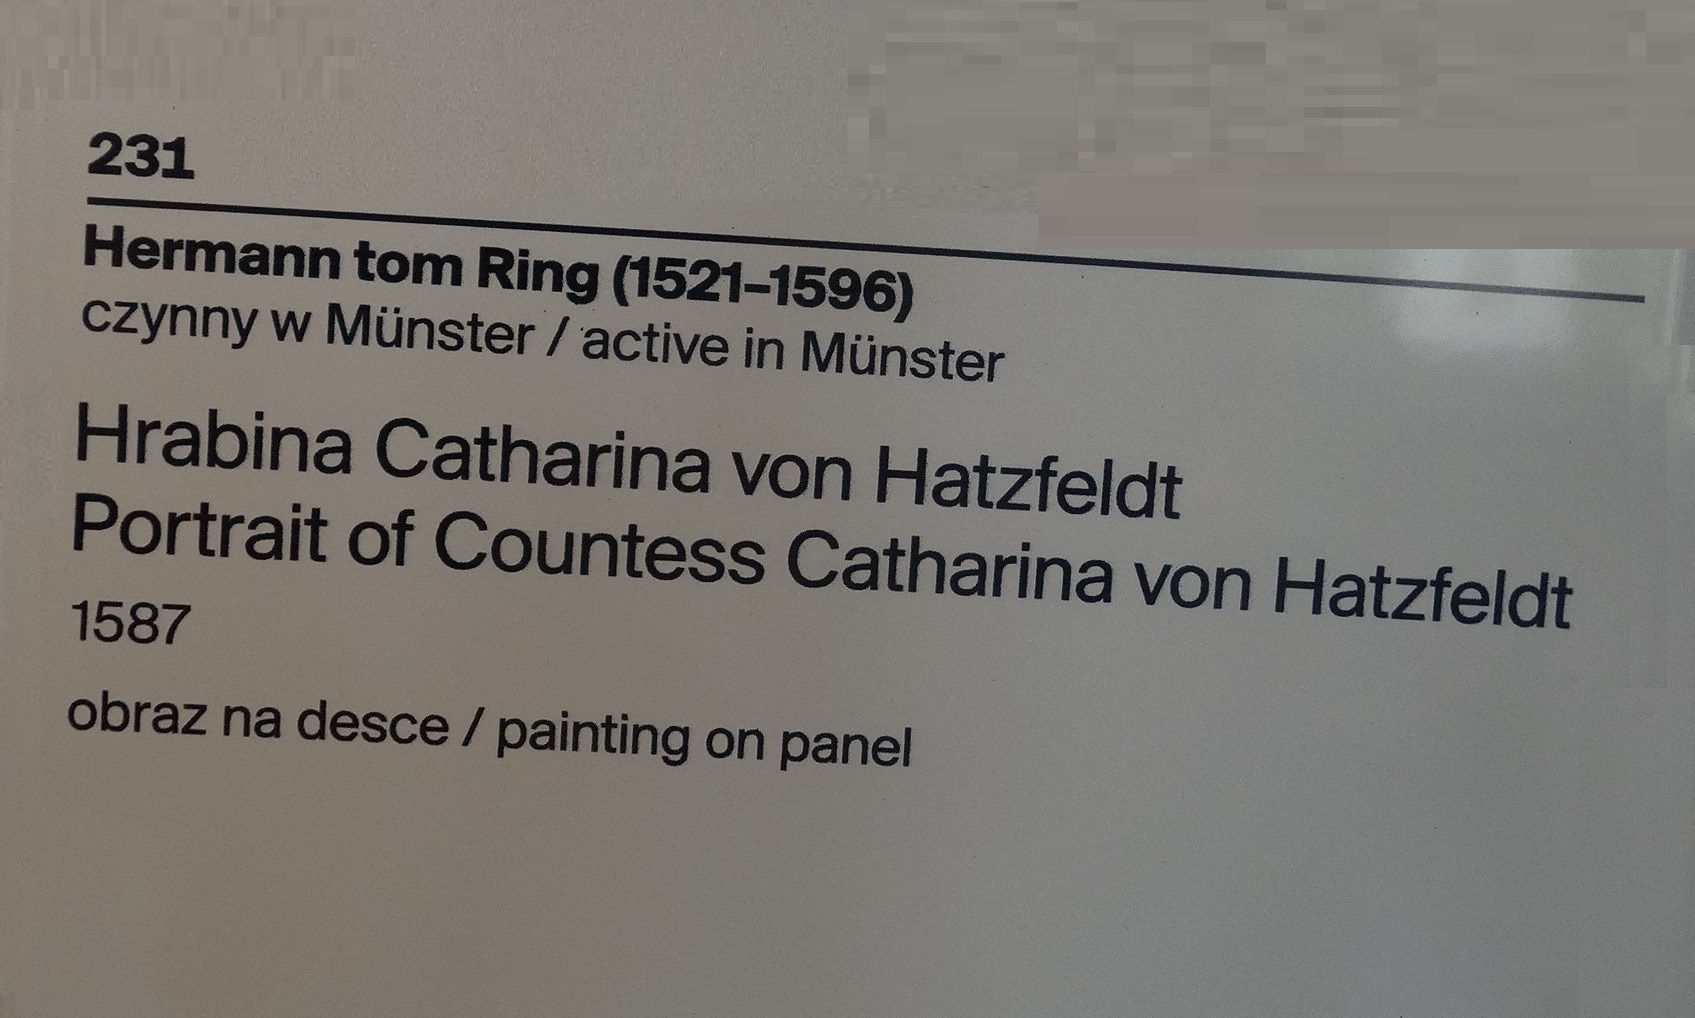 231
Hermann tom Ring (1521–1596)
czynny w Münster / active in Münster
Hrabina Catharina von Hatzfeldt
Portrait of Countess Catharina von Hatzfeldt
1587
obraz na desce / painting on panel